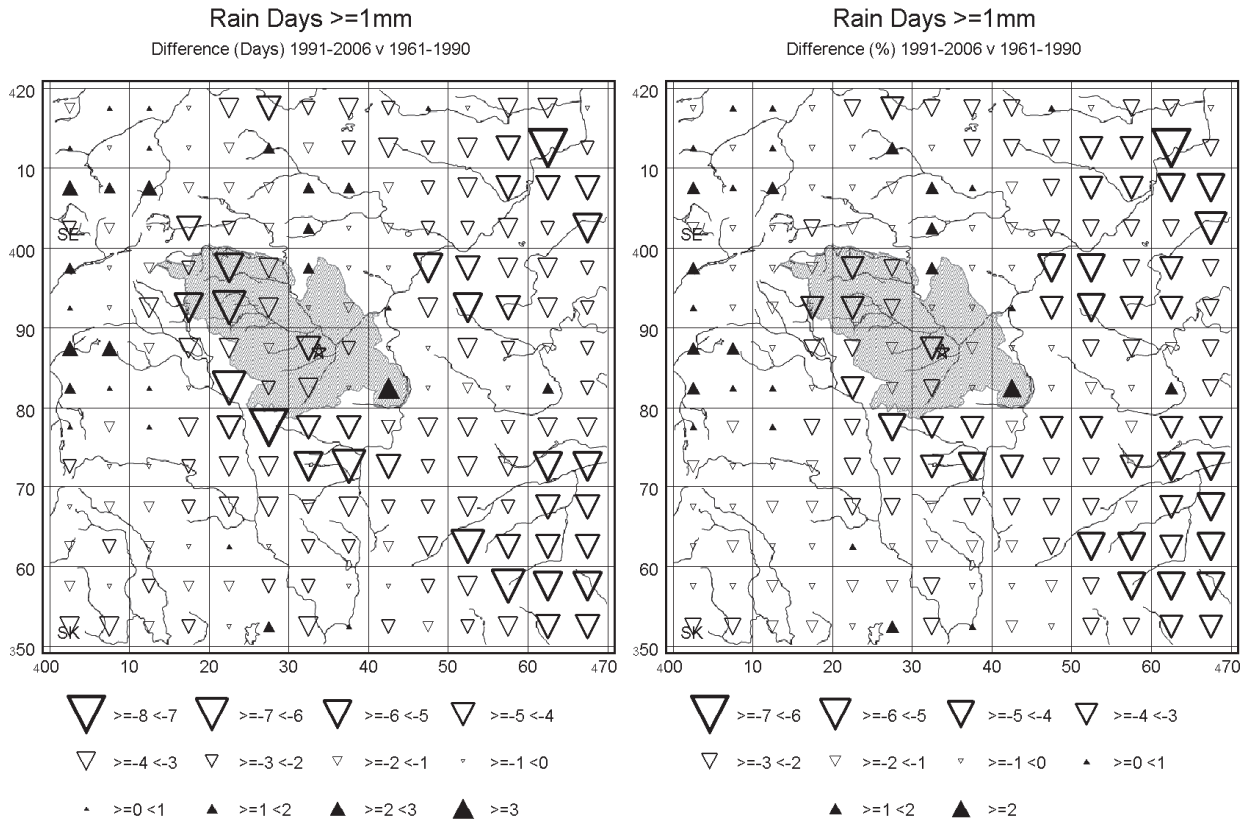 Rain Days >=1mm
Difference (Days) 1991-2006 v 1961-1990
420
10
400
90
80
70
60
350
SE
SK
400 10 20 30 40 50 60 470
>=-8 <-7 >=-7 <-6 >=-6 <-5 >=-5 <-4
>=-4 <-3 >=-3 <-2 >=-2 <-1 >=-1 <0
>=0 <1 >=1 <2 >=2 <3 >=3
Rain Days >=1mm
Difference (%) 1991-2006 v 1961-1990
420
10
400
90
80
70
60
350
SE
SK
400 10 20 30 40 50 60 470
>=-7 <-6 >=-6 <-5 >=-5 <-4 >=-4 <-3
>=-3 <-2 >=-2 <-1 >=-1 <0 >=0 <1
>=1 <2 >=2